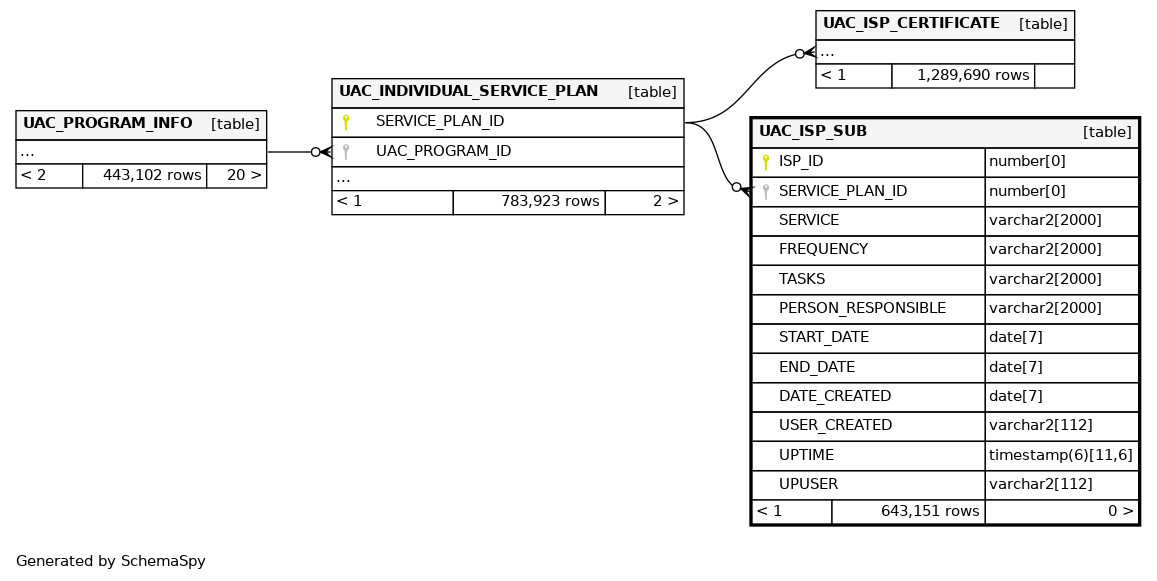 UAC_PROGRAM_INFO [table]
...
< 2 443,102 rows 20 >
UAC_INDIVIDUAL_SERVICE_PLAN [table]
SERVICE_PLAN_ID
UAC_PROGRAM_ID
...
< 1 783,923 rows 2 >
UAC_ISP_CERTIFICATE [table]
...
< 1 1,289,690 rows
UAC_ISP_SUB [table]
ISP_ID number[0]
SERVICE_PLAN_ID number[0]
SERVICE varchar2[2000]
FREQUENCY varchar2[2000]
TASKS varchar2[2000]
PERSON_RESPONSIBLE varchar2[2000]
START_DATE date[7]
END_DATE date[7]
DATE_CREATED date[7]
USER_CREATED varchar2[112]
UPTIME timestamp(6)[11,6]
UPUSER varchar2[112]
< 1 643,151 rows 0 >
Generated by SchemaSpy